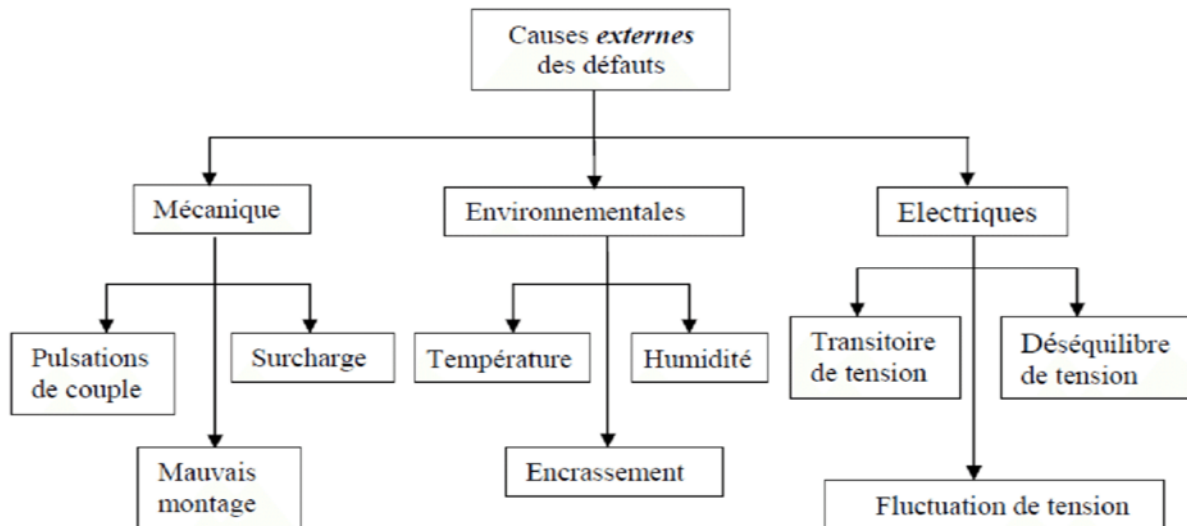 Causes externes
des défauts
Mécanique
Environnementales
Electriques
Pulsations
de couple
Surcharge
Température
Humidité
Transitoire
de tension
Déséquilibre
de tension
Mauvais
montage
Encrassement
Fluctuation de tension